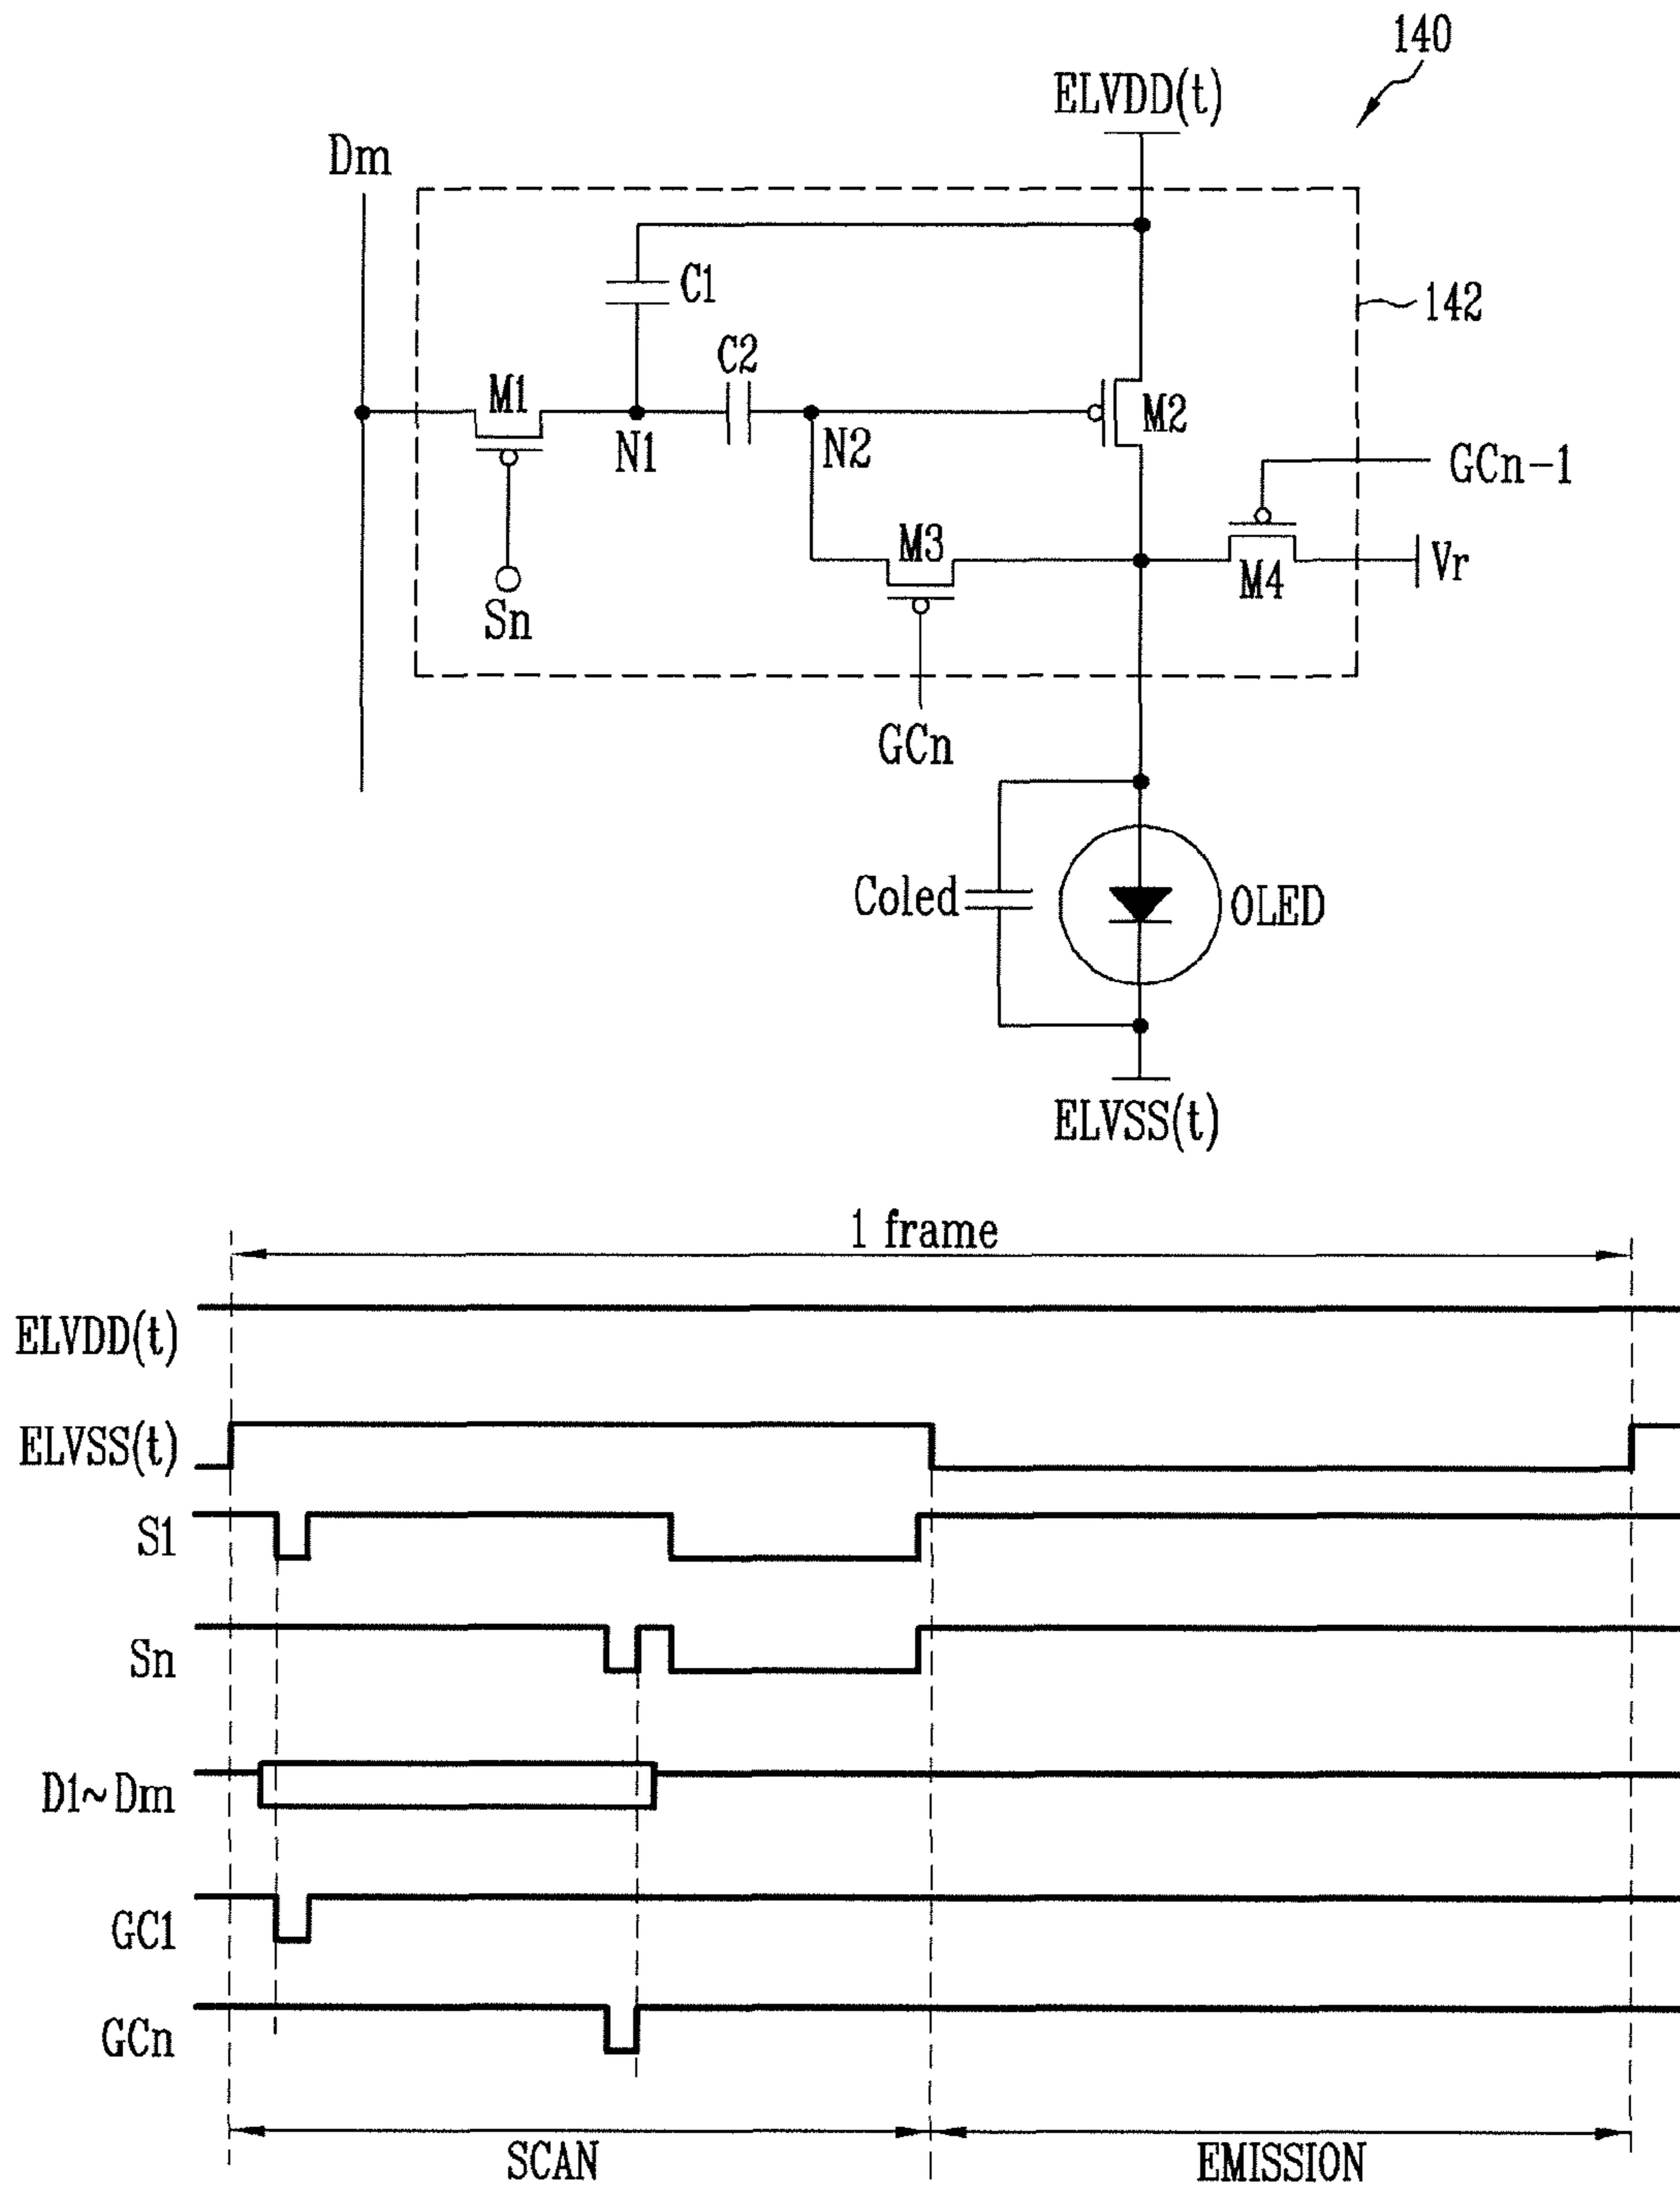 140
ELVDD(t)
Dm
C1
142
C2
M1
M2
N1
N2
GCn-1
M3
M4
Vr
Sn
GCn
Coled
OLED
ELVSS(t)
1 frame
ELVDD(t)
ELVSS(t)
S1
Sn
D1~Dm
GC1
GCn
SCAN
EMISSION